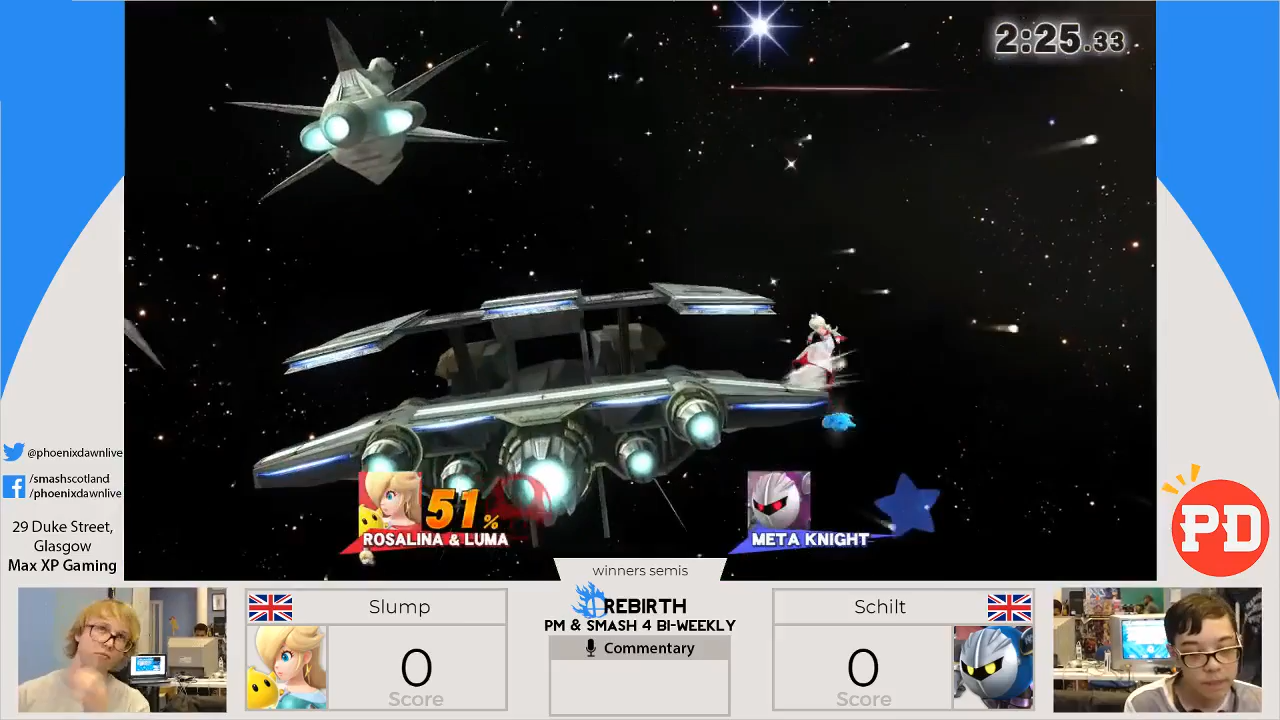 2:25.33
51%
ROSALINA & LUMA
META KNIGHT
@phoenixdawnlive
/smashscotland
/phoenixdawnlive
29 Duke Street,
Glasgow
Max XP Gaming
PD
winners semis
REBIRTH
PM & SMASH 4 BI-WEEKLY
Commentary
Slump
0
Score
Schilt
0
Score